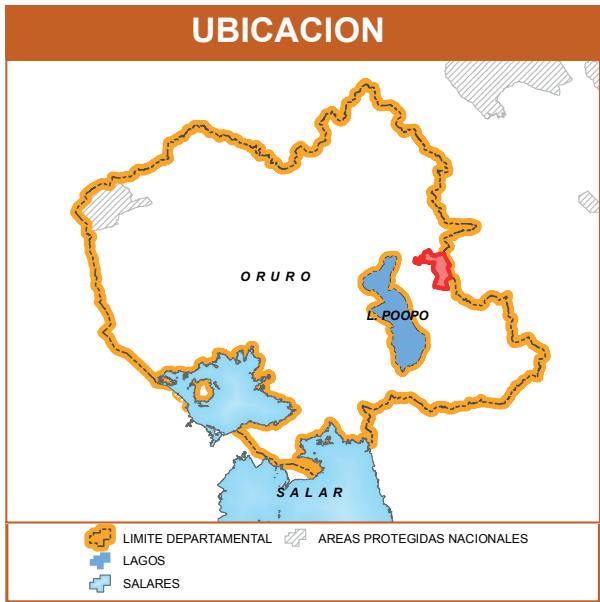 UBICACION
ORURO
L. POOPO
SALAR
LIMITE DEPARTAMENTAL
AREAS PROTEGIDAS NACIONALES
LAGOS
SALARES